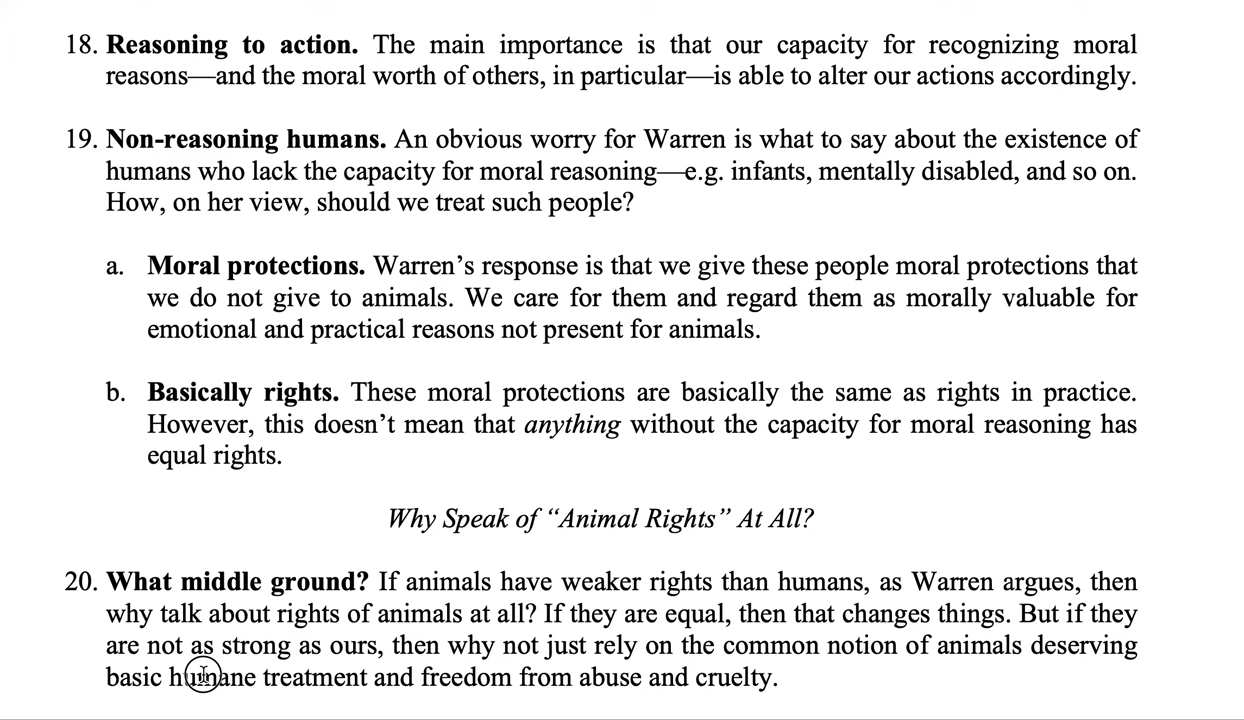 18. Reasoning to action. The main importance is that our capacity for recognizing moral
reasons—and the moral worth of others, in particular—is able to alter our actions accordingly.
19. Non-reasoning humans. An obvious worry for Warren is what to say about the existence of
humans who lack the capacity for moral reasoning—e.g. infants, mentally disabled, and so on.
How, on her view, should we treat such people?
a. Moral protections. Warren’s response is that we give these people moral protections that
we do not give to animals. We care for them and regard them as morally valuable for
emotional and practical reasons not present for animals.
b. Basically rights. These moral protections are basically the same as rights in practice.
However, this doesn’t mean that anything without the capacity for moral reasoning has
equal rights.
Why Speak of “Animal Rights” At All?
20. What middle ground? If animals have weaker rights than humans, as Warren argues, then
why talk about rights of animals at all? If they are equal, then that changes things. But if they
are not as strong as ours, then why not just rely on the common notion of animals deserving
basic humane treatment and freedom from abuse and cruelty.